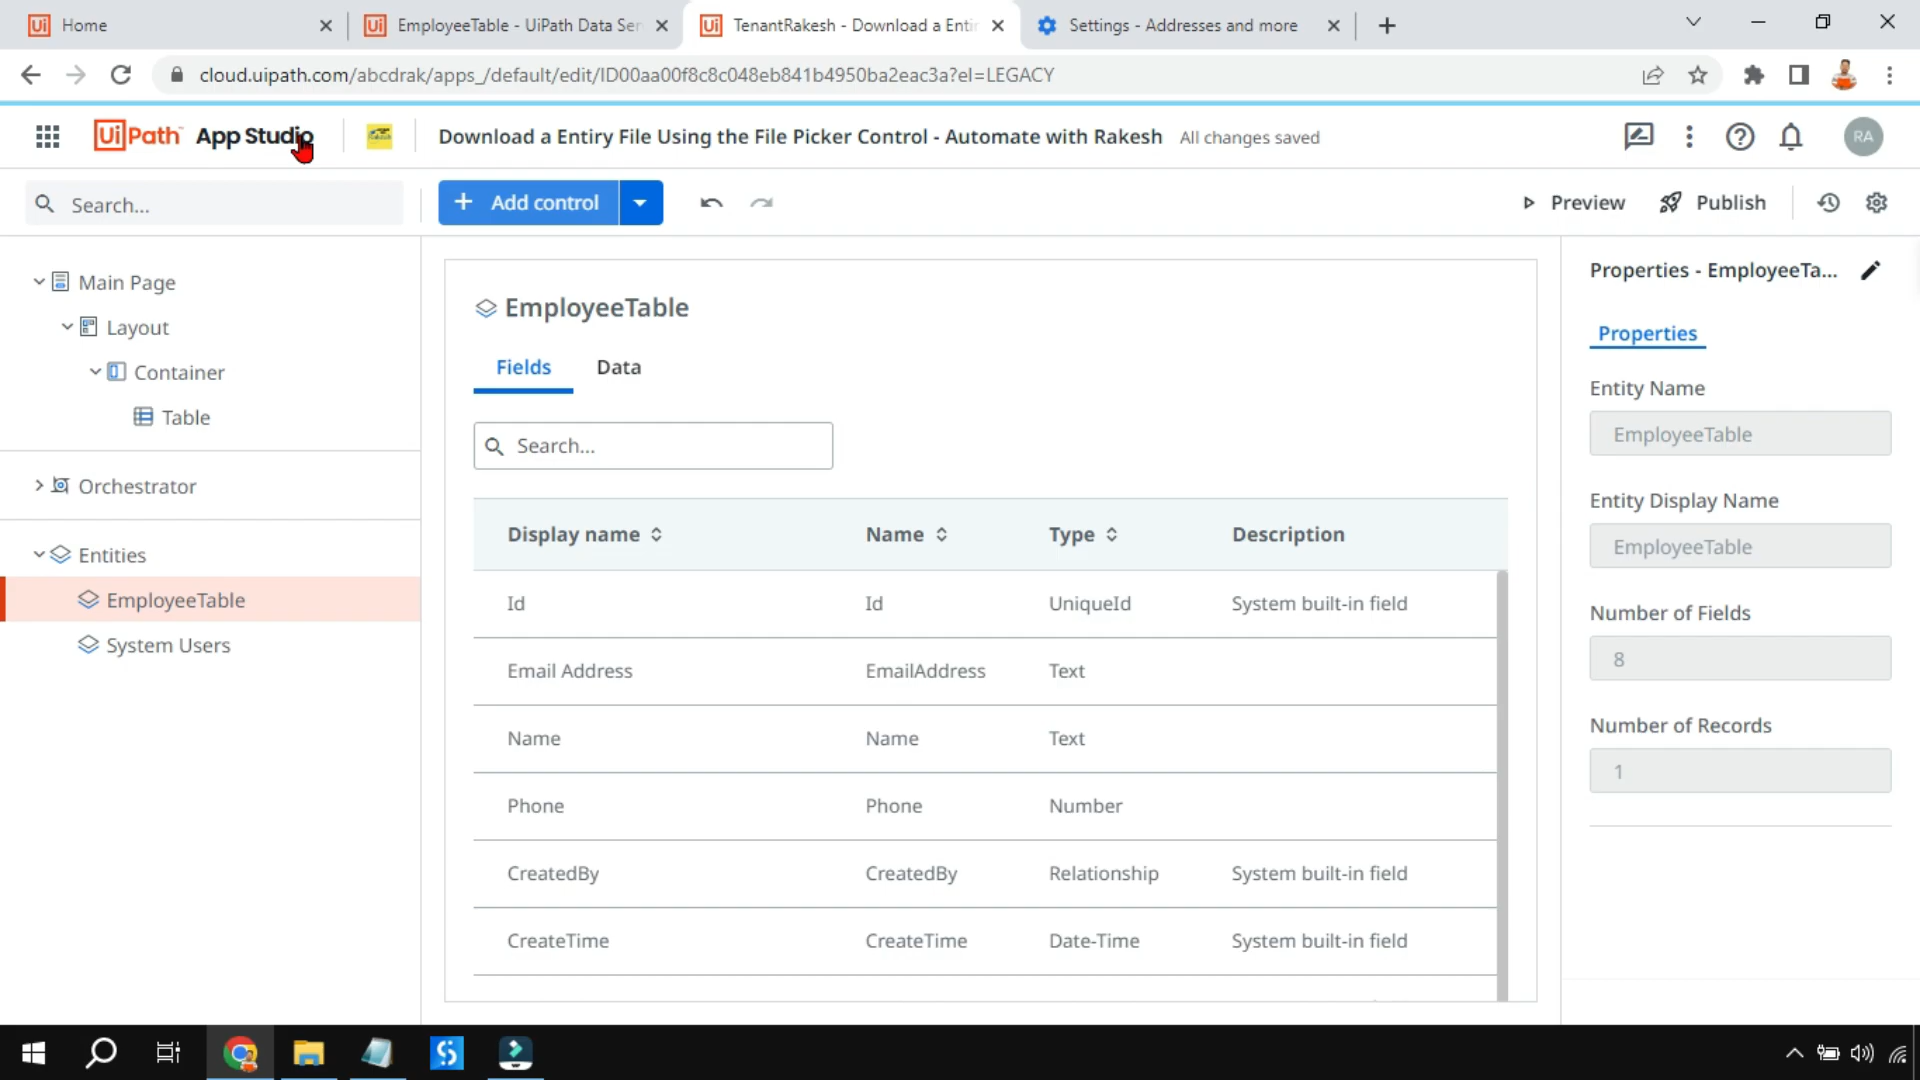 Home
EmployeeTable - UiPath Data Ser
TenantRakesh - Download a Enti
Settings - Addresses and more
cloud.uipath.com/abcdrak/apps_/default/edit/ID00aa00f8c8c048eb841b4950ba2eac3a?el=LEGACY
UiPath App Studio
Download a Entiry File Using the File Picker Control - Automate with Rakesh All changes saved
RA
Search...
Add control
Preview
Publish
Main Page
Layout
Container
Table
Orchestrator
Entities
EmployeeTable
System Users
EmployeeTable
Fields Data
Search...
Display name Name Type Description
Id Id UniqueId System built-in field
Email Address EmailAddress Text
Name Name Text
Phone Phone Number
CreatedBy CreatedBy Relationship System built-in field
CreateTime CreateTime Date-Time System built-in field
Properties - EmployeeTa...
Properties
Entity Name
EmployeeTable
Entity Display Name
EmployeeTable
Number of Fields
8
Number of Records
1